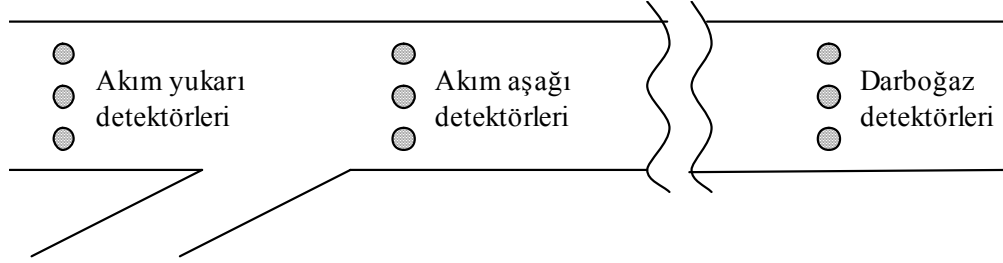 Akım yukarı
detektörleri
Akım aşağı
detektörleri
Darboğaz
detektörleri